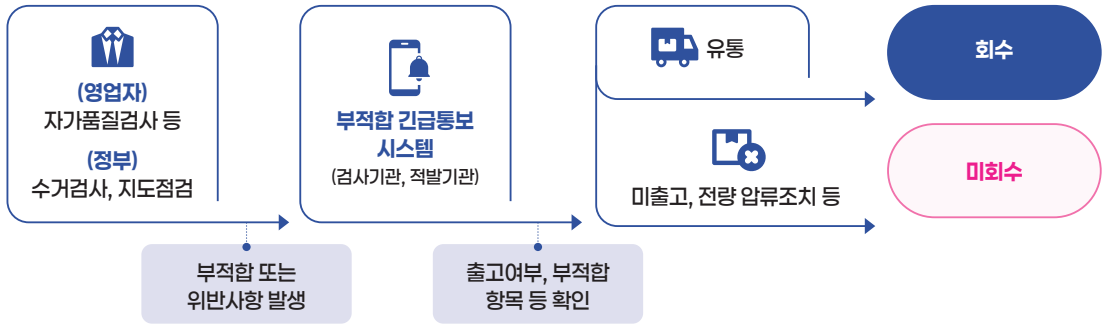 (영업자)
자가품질검사 등
(정부)
수거검사, 지도점검
부적합 또는
위반사항 발생
부적합 긴급통보
시스템
(검사기관, 적발기관)
출고여부, 부적합
항목 등 확인
유통
회수
미출고, 전량 압류조치 등
미회수